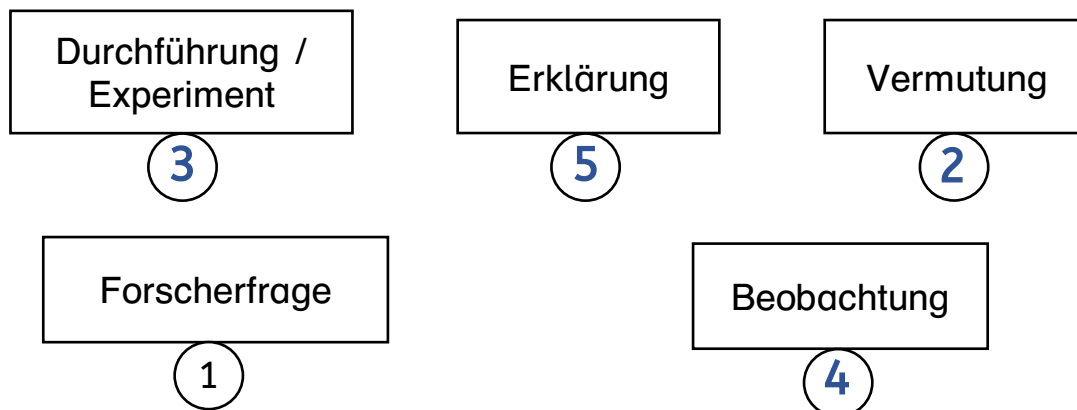 Durchführung /
Experiment
3
Erklärung
5
Vermutung
2
Forscherfrage
1
Beobachtung
4